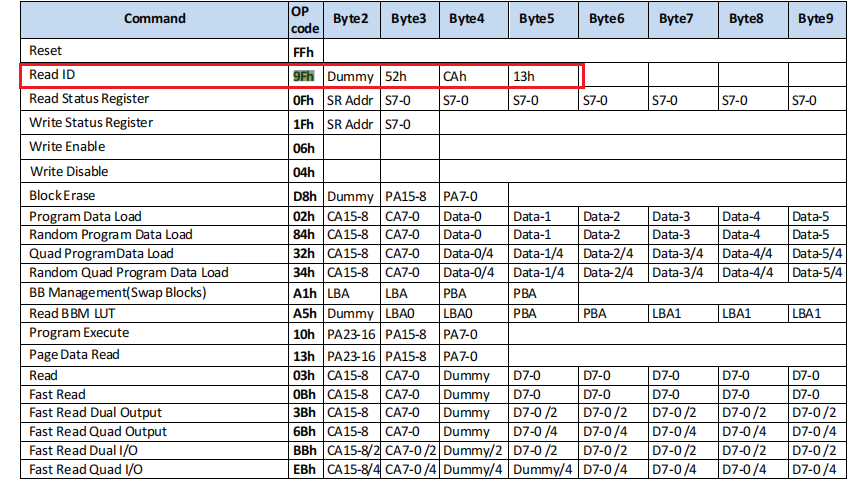 Command OP code Byte2 Byte3 Byte4 Byte5 Byte6 Byte7 Byte8 Byte9
Reset FFh
Read ID 9Fh Dummy 52h CAh 13h
Read Status Register 0Fh SR Addr S7-0 S7-0 S7-0 S7-0 S7-0 S7-0 S7-0
Write Status Register 1Fh SR Addr S7-0
Write Enable 06h
Write Disable 04h
Block Erase D8h Dummy PA15-8 PA7-0
Program Data Load 02h CA15-8 CA7-0 Data-0 Data-1 Data-2 Data-3 Data-4 Data-5
Random Program Data Load 84h CA15-8 CA7-0 Data-0 Data-1 Data-2 Data-3 Data-4 Data-5
Quad ProgramData Load 32h CA15-8 CA7-0 Data-0/4 Data-1/4 Data-2/4 Data-3/4 Data-4/4 Data-5/4
Random Quad Program Data Load 34h CA15-8 CA7-0 Data-0/4 Data-1/4 Data-2/4 Data-3/4 Data-4/4 Data-5/4
BB Management(Swap Blocks) A1h LBA LBA PBA PBA
Read BBM LUT A5h Dummy LBA0 LBA0 PBA PBA LBA1 LBA1 LBA1
Program Execute 10h PA23-16 PA15-8 PA7-0
Page Data Read 13h PA23-16 PA15-8 PA7-0
Read 03h CA15-8 CA7-0 Dummy D7-0 D7-0 D7-0 D7-0 D7-0
Fast Read 0Bh CA15-8 CA7-0 Dummy D7-0 D7-0 D7-0 D7-0 D7-0
Fast Read Dual Output 3Bh CA15-8 CA7-0 Dummy D7-0 /2 D7-0 /2 D7-0 /2 D7-0 /2 D7-0 /2
Fast Read Quad Output 6Bh CA15-8 CA7-0 Dummy D7-0 /4 D7-0 /4 D7-0 /4 D7-0 /4 D7-0 /4
Fast Read Dual I/O BBh CA15-8/2 CA7-0 /2 Dummy/2 D7-0 /2 D7-0 /2 D7-0 /2 D7-0 /2 D7-0 /2
Fast Read Quad I/O EBh CA15-8/4 CA7-0 /4 Dummy/4 Dummy/4 D7-0 /4 D7-0 /4 D7-0 /4 D7-0 /4